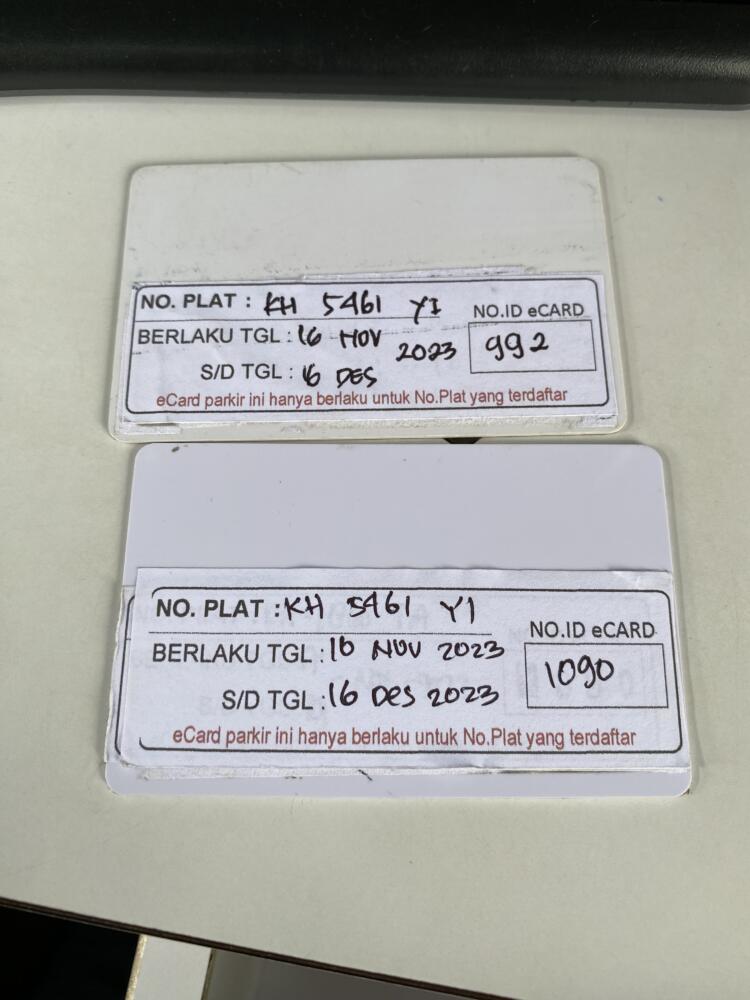 NO. PLAT : KH 5461 YI
NO.ID eCARD
BERLAKU TGL : 16 NOV 2023
992
S/D TGL : 16 DES
eCard parkir ini hanya berlaku untuk No.Plat yang terdaftar
NO. PLAT : KH 5461 YI
NO.ID eCARD
BERLAKU TGL : 16 NOV 2023
1090
S/D TGL : 16 DES 2023
eCard parkir ini hanya berlaku untuk No.Plat yang terdaftar